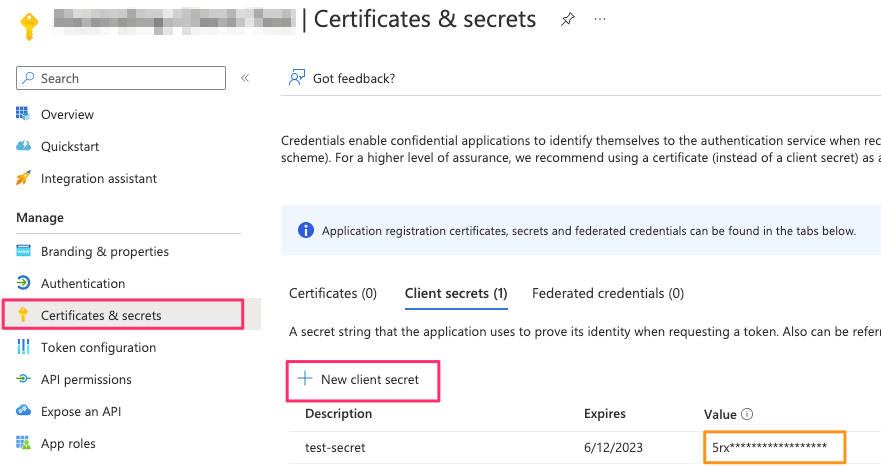 | Certificates & secrets
Search
Got feedback?
Overview
Quickstart
Integration assistant
Manage
Branding & properties
Authentication
Certificates & secrets
Token configuration
API permissions
Expose an API
App roles
Credentials enable confidential applications to identify themselves to the authentication service when rec
scheme). For a higher level of assurance, we recommend using a certificate (instead of a client secret) as a
Application registration certificates, secrets and federated credentials can be found in the tabs below.
Certificates (0) Client secrets (1) Federated credentials (0)
A secret string that the application uses to prove its identity when requesting a token. Also can be referr
New client secret
Description Expires Value
test-secret 6/12/2023 5rx******************